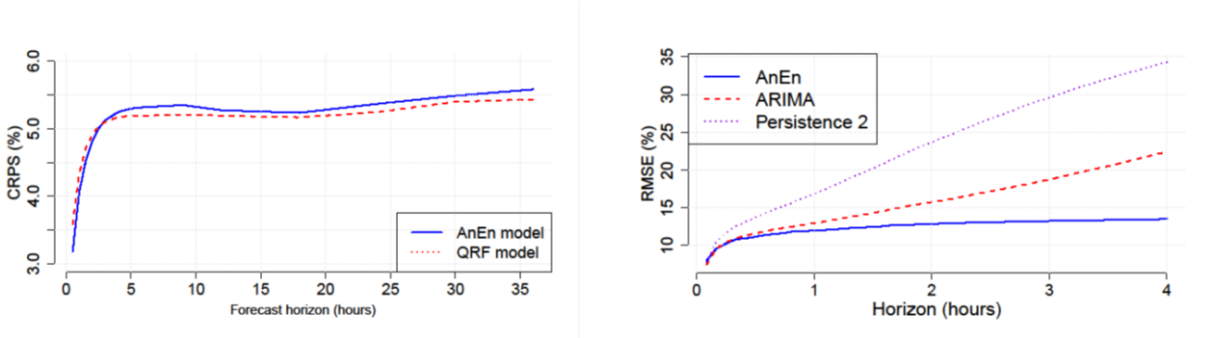 6.0
5.0
4.0
3.0
CRPS (%)
AnEn model
QRF model
0 5 10 15 20 25 30 35
Forecast horizon (hours)
35
30
25
20
15
10
RMSE (%)
AnEn
ARIMA
Persistence 2
0 1 2 3 4
Horizon (hours)